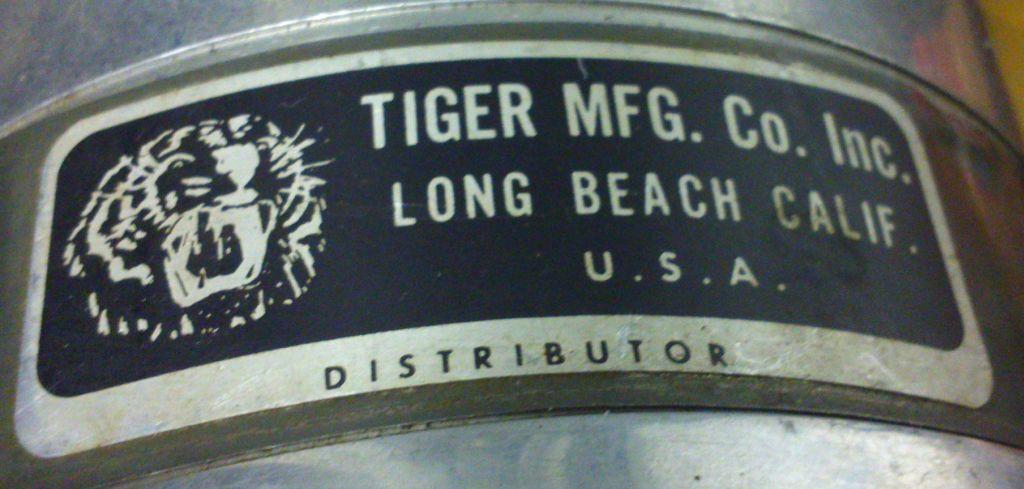 TIGER MFG. Co. Inc.
LONG BEACH CALIF.
U.S.A.
DISTRIBUTOR